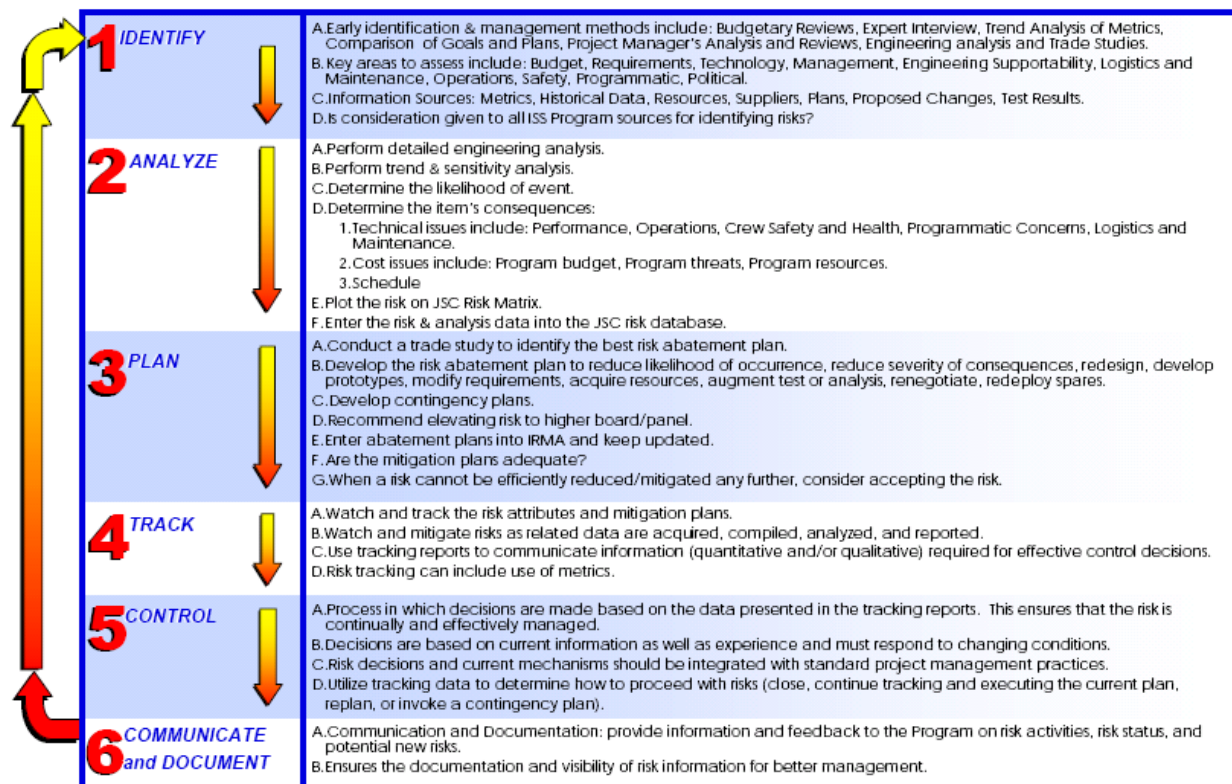 1 IDENTIFY
A.Early identification & management methods include: Budgetary Reviews, Expert Interview, Trend Analysis of Metrics,
Comparison of Goals and Plans, Project Manager's Analysis and Reviews, Engineering analysis and Trade Studies.
B.Key areas to assess include: Budget, Requirements, Technology, Management, Engineering Supportability, Logistics and
Maintenance, Operations, Safety, Programmatic, Political.
C.Information Sources: Metrics, Historical Data, Resources, Suppliers, Plans, Proposed Changes, Test Results.
D.Is consideration given to all ISS Program sources for identifying risks?
2 ANALYZE
A.Perform detailed engineering analysis.
B.Perform trend & sensitivity analysis.
C.Determine the likelihood of event.
D.Determine the item's consequences:
1.Technical issues include: Performance, Operations, Crew Safety and Health, Programmatic Concerns, Logistics and
Maintenance.
2.Cost issues include: Program budget, Program threats, Program resources.
3.Schedule
E.Plot the risk on JSC Risk Matrix.
F.Enter the risk & analysis data into the JSC risk database.
3 PLAN
A.Conduct a trade study to identify the best risk abatement plan.
B.Develop the risk abatement plan to reduce likelihood of occurrence, reduce severity of consequences, redesign, develop
prototypes, modify requirements, acquire resources, augment test or analysis, renegotiate, redeploy spares.
C.Develop contingency plans.
D.Recommend elevating risk to higher board/panel.
E.Enter abatement plans into IRMA and keep updated.
F.Are the mitigation plans adequate?
G.When a risk cannot be efficiently reduced/mitigated any further, consider accepting the risk.
4 TRACK
A.Watch and track the risk attributes and mitigation plans.
B.Watch and mitigate risks as related data are acquired, compiled, analyzed, and reported.
C.Use tracking reports to communicate information (quantitative and/or qualitative) required for effective control decisions.
D.Risk tracking can include use of metrics.
5 CONTROL
A.Process in which decisions are made based on the data presented in the tracking reports. This ensures that the risk is
continually and effectively managed.
B.Decisions are based on current information as well as experience and must respond to changing conditions.
C.Risk decisions and current mechanisms should be integrated with standard project management practices.
D.Utilize tracking data to determine how to proceed with risks (close, continue tracking and executing the current plan,
replan, or invoke a contingency plan).
6 COMMUNICATE
and DOCUMENT
A.Communication and Documentation: provide information and feedback to the Program on risk activities, risk status, and
potential new risks.
B.Ensures the documentation and visibility of risk information for better management.